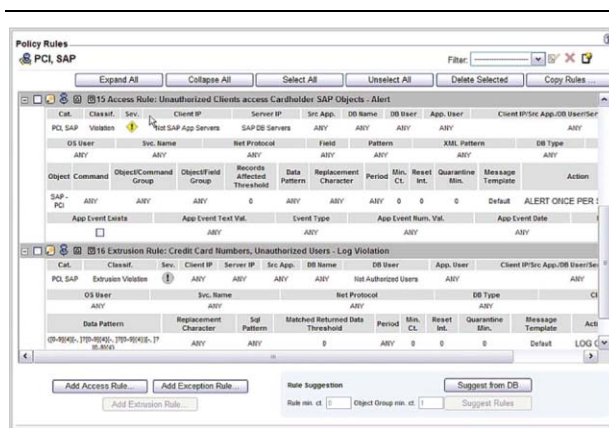 Policy Rules
PCI, SAP
Filter: --------------------
Expand All Collapse All Select All Unselect All Delete Selected Copy Rules ...
15 Access Rule: Unauthorized Clients access Cardholder SAP Objects - Alert
Cat. Classif. Sev. Client IP Server IP Src App. DB Name DB User App. User Client IP/Src App./DB User/Ser
PCI, SAP Violation Not SAP App Servers SAP DB Servers ANY ANY ANY ANY ANY
OS User Svc. Name Net Protocol Field Pattern XML Pattern DB Type
ANY ANY ANY ANY ANY ANY ANY
Object Command Object/Command Group Object/Field Group Records Affected Threshold Data Pattern Replacement Character Period Min. Ct. Reset Int. Quarantine Min. Message Template Action
SAP - PCI ANY ANY ANY 0 ANY ANY ANY 0 0 0 Default ALERT ONCE PER
App Event Exists App Event Text Val. Event Type App Event Num. Val. App Event Date
ANY ANY ANY ANY
16 Extrusion Rule: Credit Card Numbers, Unauthorized Users - Log Violation
Cat. Classif. Sev. Client IP Server IP Src App. DB Name DB User App. User Client IP/Src App./DB User/Ser
PCI, SAP Extrusion Violation ANY ANY ANY ANY Not Authorized Users ANY ANY
OS User Svc. Name Net Protocol DB Type
ANY ANY ANY ANY
Data Pattern Replacement Character Sql Pattern Matched Returned Data Threshold Period Min. Ct. Reset Int. Quarantine Min. Message Template Acti
ANY ANY 0 ANY 0 0 0 Default LOG
Add Access Rule... Add Exception Rule... Rule Suggestion Suggest from DB
Add Extrusion Rule... Rule min. ct. 0 Object Group min. ct. 1 Suggest Rules